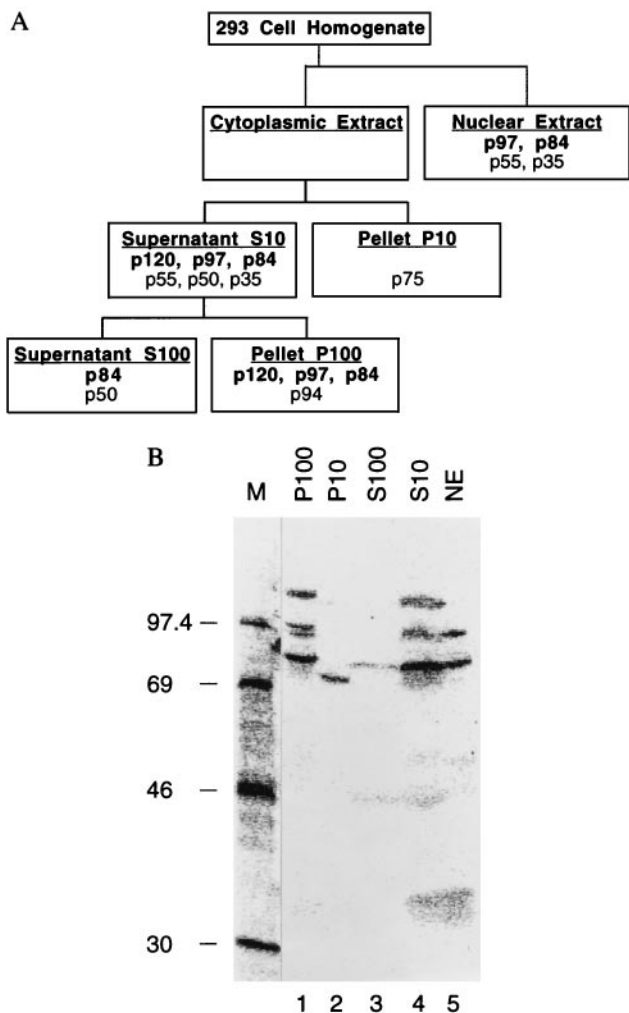 A
293 Cell Homogenate
Cytoplasmic Extract
Nuclear Extract
p97, p84
p55, p35
Supernatant S10
p120, p97, p84
p55, p50, p35
Pellet P10
p75
Supernatant S100
p84
p50
Pellet P100
p120, p97, p84
p94
B
M P100 P10 S100 S10 NE
97.4 —
69 —
46 —
30 —
1 2 3 4 5